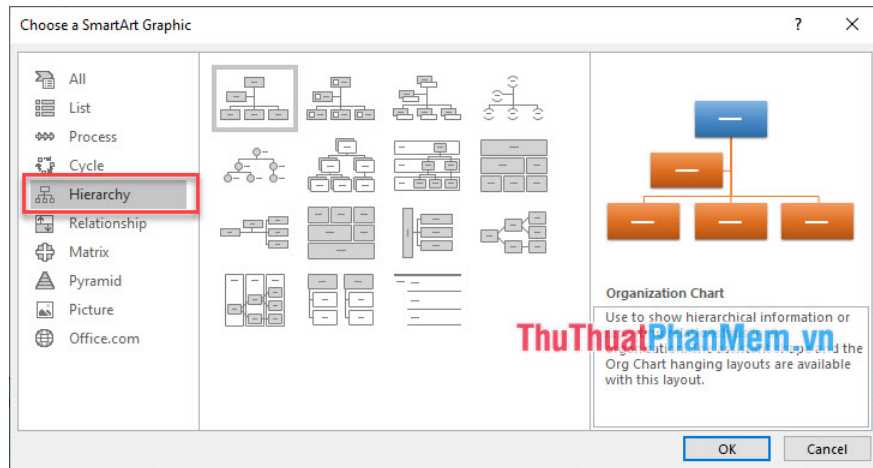 Choose a SmartArt Graphic
?
All
List
Process
Cycle
Hierarchy
Relationship
Matrix
Pyramid
Picture
Office.com
Organization Chart
Use to show hierarchical information or
the
Org Chart hanging layouts are available
with this layout.
ThuThuatPhanMem.vn
OK
Cancel